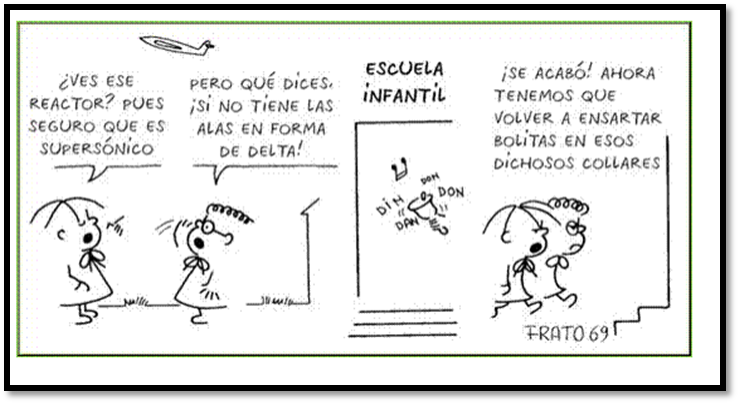 ¿VES ESE
REACTOR? PUES
SEGURO QUE ES
SUPERSÓNICO
PERO QUÉ DICES,
¡SI NO TIENE LAS
ALAS EN FORMA
DE DELTA!
ESCUELA
INFANTIL
DIN
DON
DON
DAN
¡SE ACABÓ! AHORA
TENEMOS QUE
VOLVER A ENSARTAR
BOLITAS EN ESOS
DICHOSOS COLLARES
FRATO 69